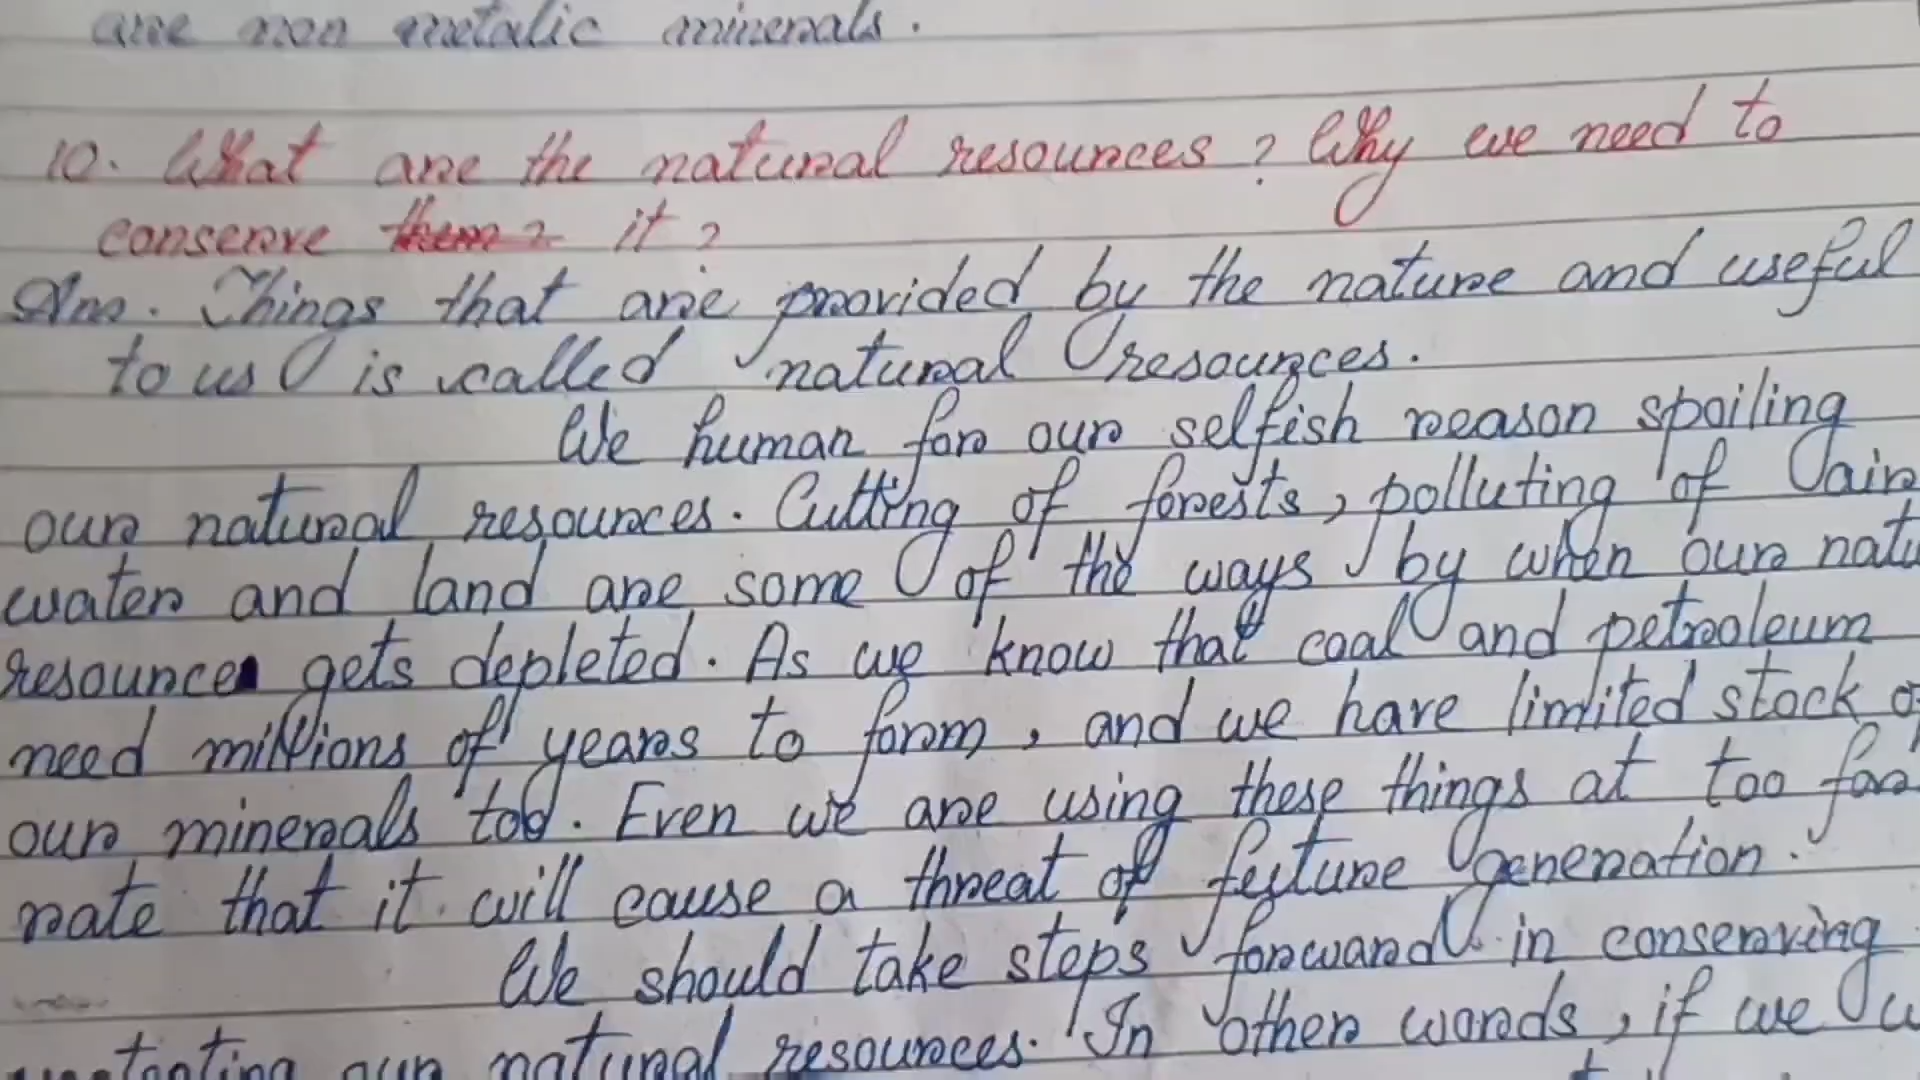 are non metalic minerals.
10. What are the natural resources? Why we need to
conserve them? it?
Ans. Things that are provided by the nature and useful
to us is called natural resources.
We human for our selfish reason spoiling
our natural resources. Cutting of forests, polluting of air
water and land are some of the ways by when our natu
resource gets depleted. As we know that coal and petroleum
need millions of years to form, and we have limited stock of
our minerals too. Even we are using these things at too far
rate that it will cause a threat of future generation.
We should take steps forward in conserving
our natural resources. In other words, if we